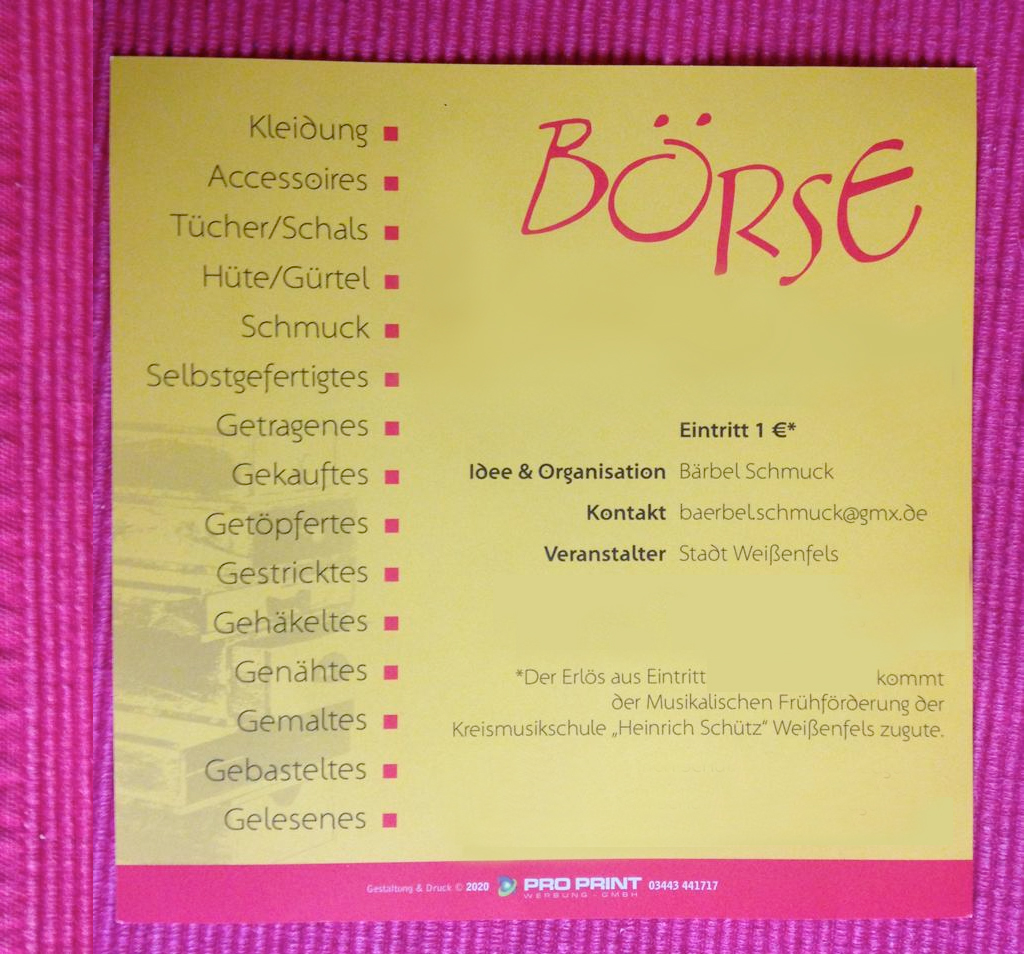 Kleidung
Accessoires
Tücher/Schals
Hüte/Gürtel
Schmuck
Selbstgefertigtes
Getragenes
Gekauftes
Getöpfertes
Gestricktes
Gehäkeltes
Genähtes
Gemaltes
Gebasteltes
Gelesenes
BÖRSE
Eintritt 1 €*
Idee & Organisation Bärbel Schmuck
Kontakt baerbel.schmuck@gmx.de
Veranstalter Stadt Weißenfels
*Der Erlös aus Eintritt kommt
der Musikalischen Frühförderung der
Kreismusikschule „Heinrich Schütz“ Weißenfels zugute.
Gestaltung & Druck © 2020 PRO PRINT 03443 441717
WERBUNG · GMBH